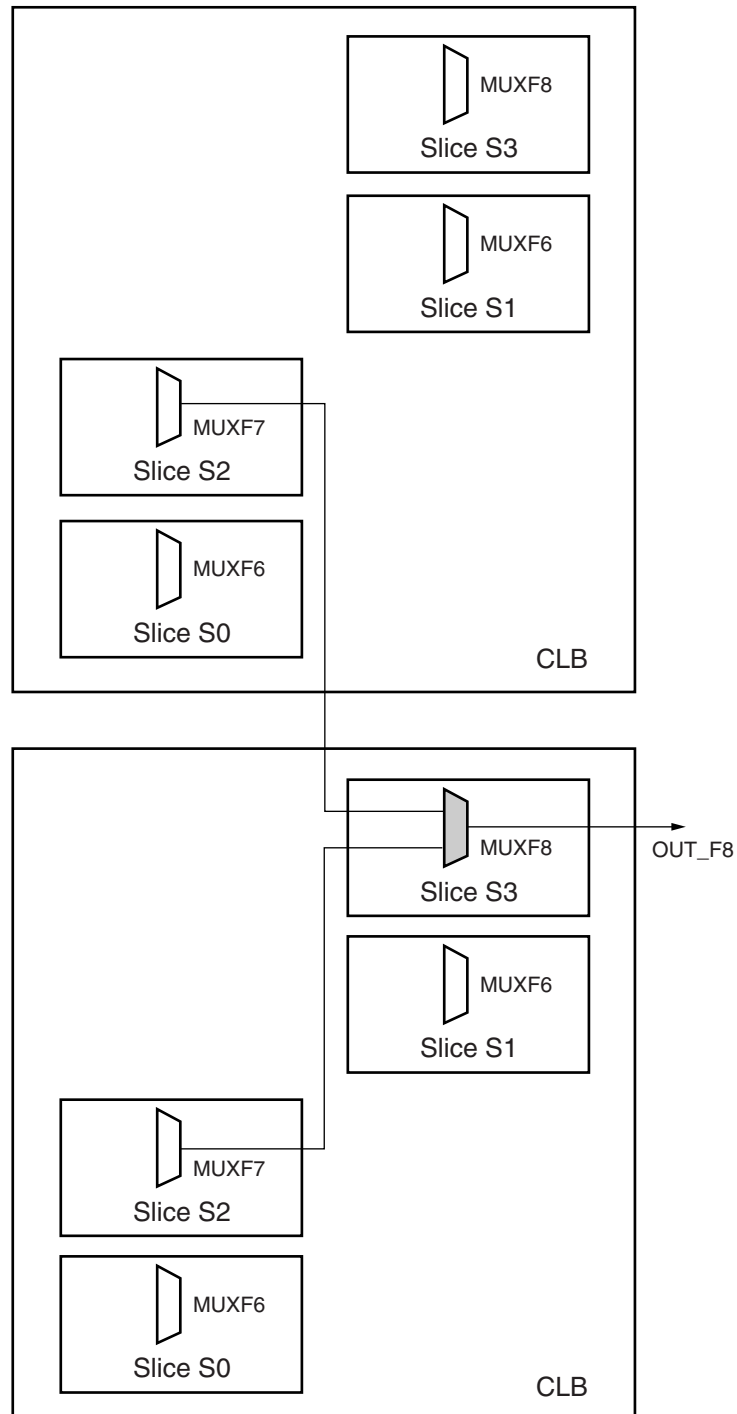 MUXF8
Slice S3
MUXF6
Slice S1
MUXF7
Slice S2
MUXF6
Slice S0
CLB
MUXF8
Slice S3
OUT_F8
MUXF6
Slice S1
MUXF7
Slice S2
MUXF6
Slice S0
CLB